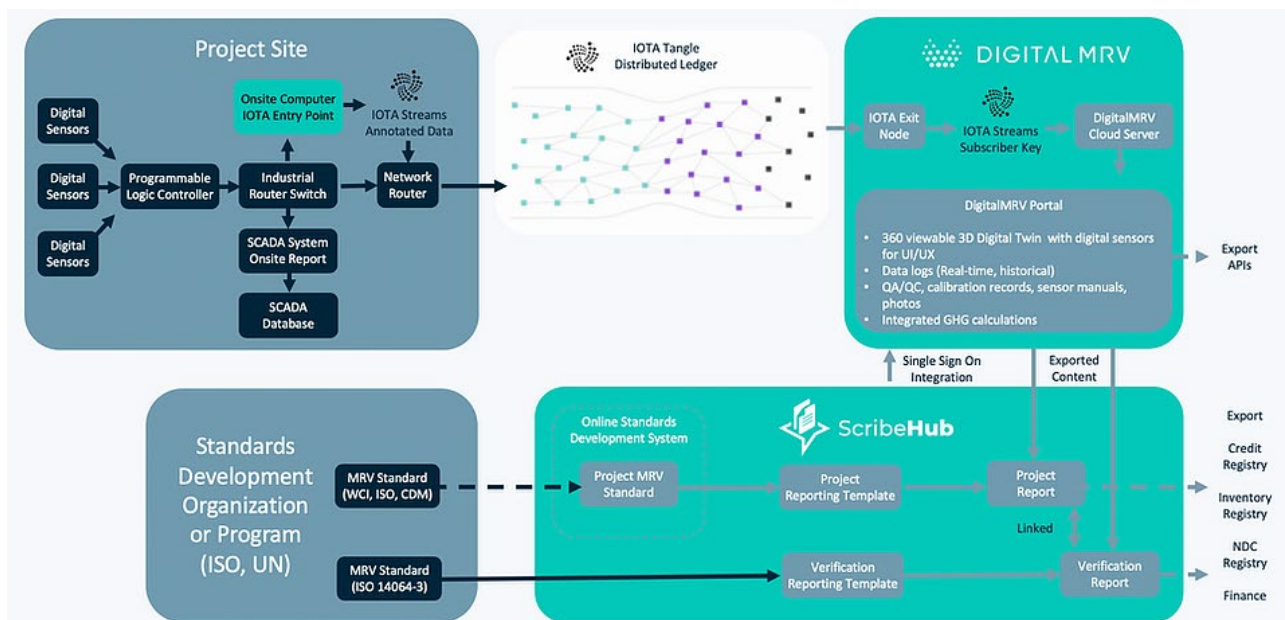 Project Site
Digital
Sensors
Digital
Sensors
Digital
Sensors
Programmable
Logic Controller
Onsite Computer
IOTA Entry Point
IOTA Streams
Annotated Data
Industrial
Router Switch
Network
Router
SCADA System
Onsite Report
SCADA
Database
IOTA Tangle
Distributed Ledger
DIGITAL MRV
IOTA Exit
Node
IOTA Streams
Subscriber Key
DigitalMRV
Cloud Server
DigitalMRV Portal
• 360 viewable 3D Digital Twin with digital sensors
for UI/UX
• Data logs (Real-time, historical)
• QA/QC, calibration records, sensor manuals,
photos
• Integrated GHG calculations
Export
APIs
Single Sign On
Integration
Exported
Content
Standards
Development
Organization
or Program
(ISO, UN)
MRV Standard
(WCI, ISO, CDM)
MRV Standard
(ISO 14064-3)
Online Standards
Development System
ScribeHub
Project MRV
Standard
Project
Reporting Template
Project
Report
Linked
Verification
Reporting Template
Verification
Report
Export
Credit
Registry
Inventory
Registry
NDC
Registry
Finance